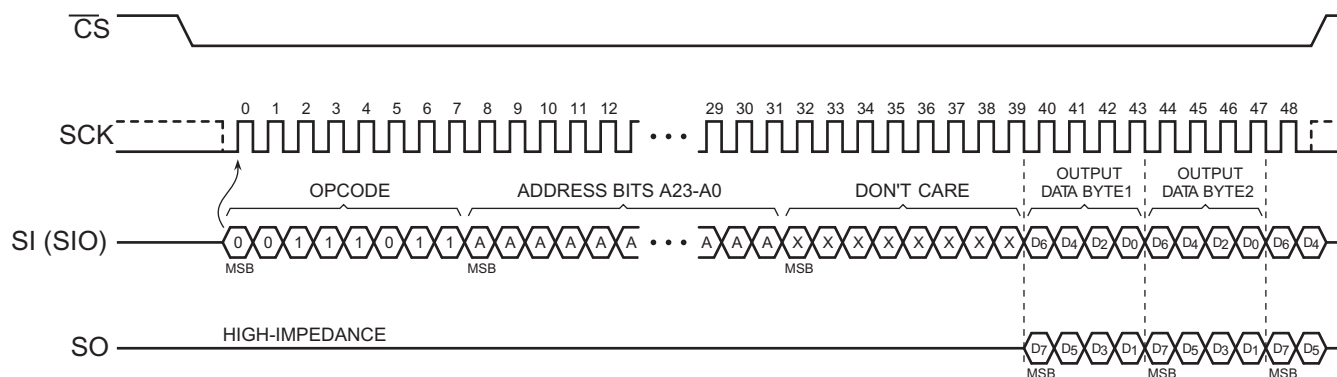 CS
0 1 2 3 4 5 6 7 8 9 10 11 12 29 30 31 32 33 34 35 36 37 38 39 40 41 42 43 44 45 46 47 48
SCK
OPCODE ADDRESS BITS A23-A0 DON'T CARE OUTPUT DATA BYTE1 OUTPUT DATA BYTE2
SI (SIO) 0 0 1 1 1 0 1 1 A A A A A A A A A ••• X X X X X X X X D6 D4 D2 D0 D6 D4 D2 D0 D6 D4
MSB MSB MSB
HIGH-IMPEDANCE
SO D7 D5 D3 D1 D7 D5 D3 D1 D7 D5
MSB MSB MSB